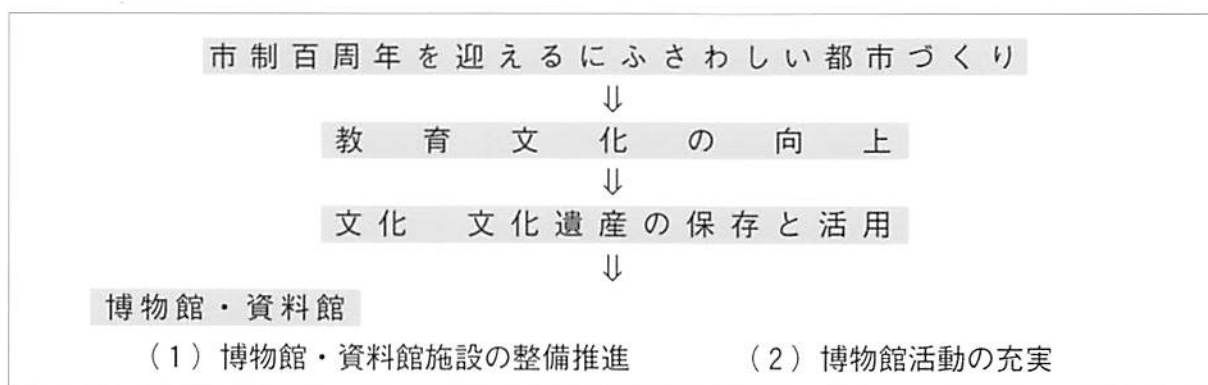 市制百周年を迎えるにふさわしい都市づくり
⇓
教育文化の向上
⇓
文化　文化遺産の保存と活用
⇓
博物館・資料館
（1）博物館・資料館施設の整備推進　（2）博物館活動の充実